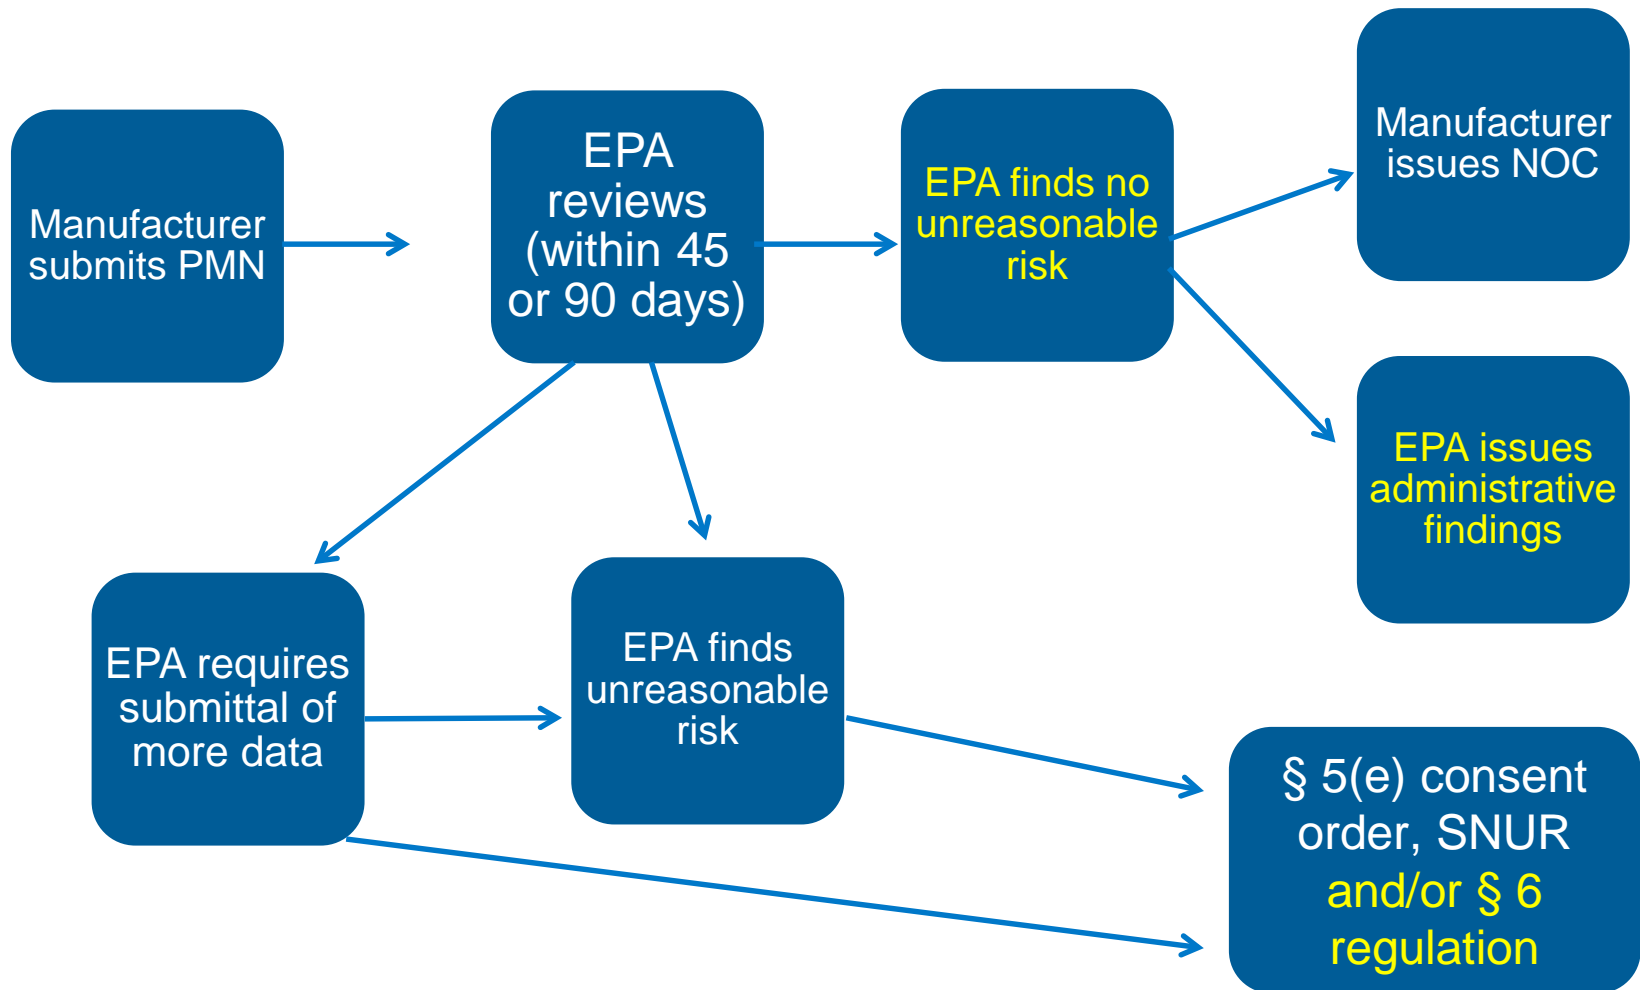 Manufacturer
submits PMN
EPA
reviews
(within 45
or 90 days)
EPA finds no
unreasonable
risk
Manufacturer
issues NOC
EPA issues
administrative
findings
EPA requires
submittal of
more data
EPA finds
unreasonable
risk
§ 5(e) consent
order, SNUR
and/or § 6
regulation